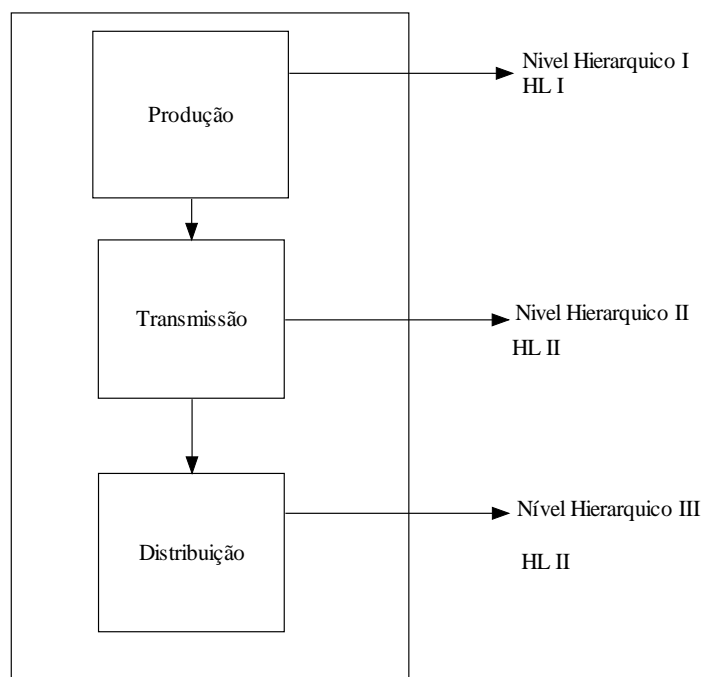 Nivel Hierarquico I
HL I
Produção
Transmissão
Nivel Hierarquico II
HL II
Nível Hierarquico III
Distribuição
HL II